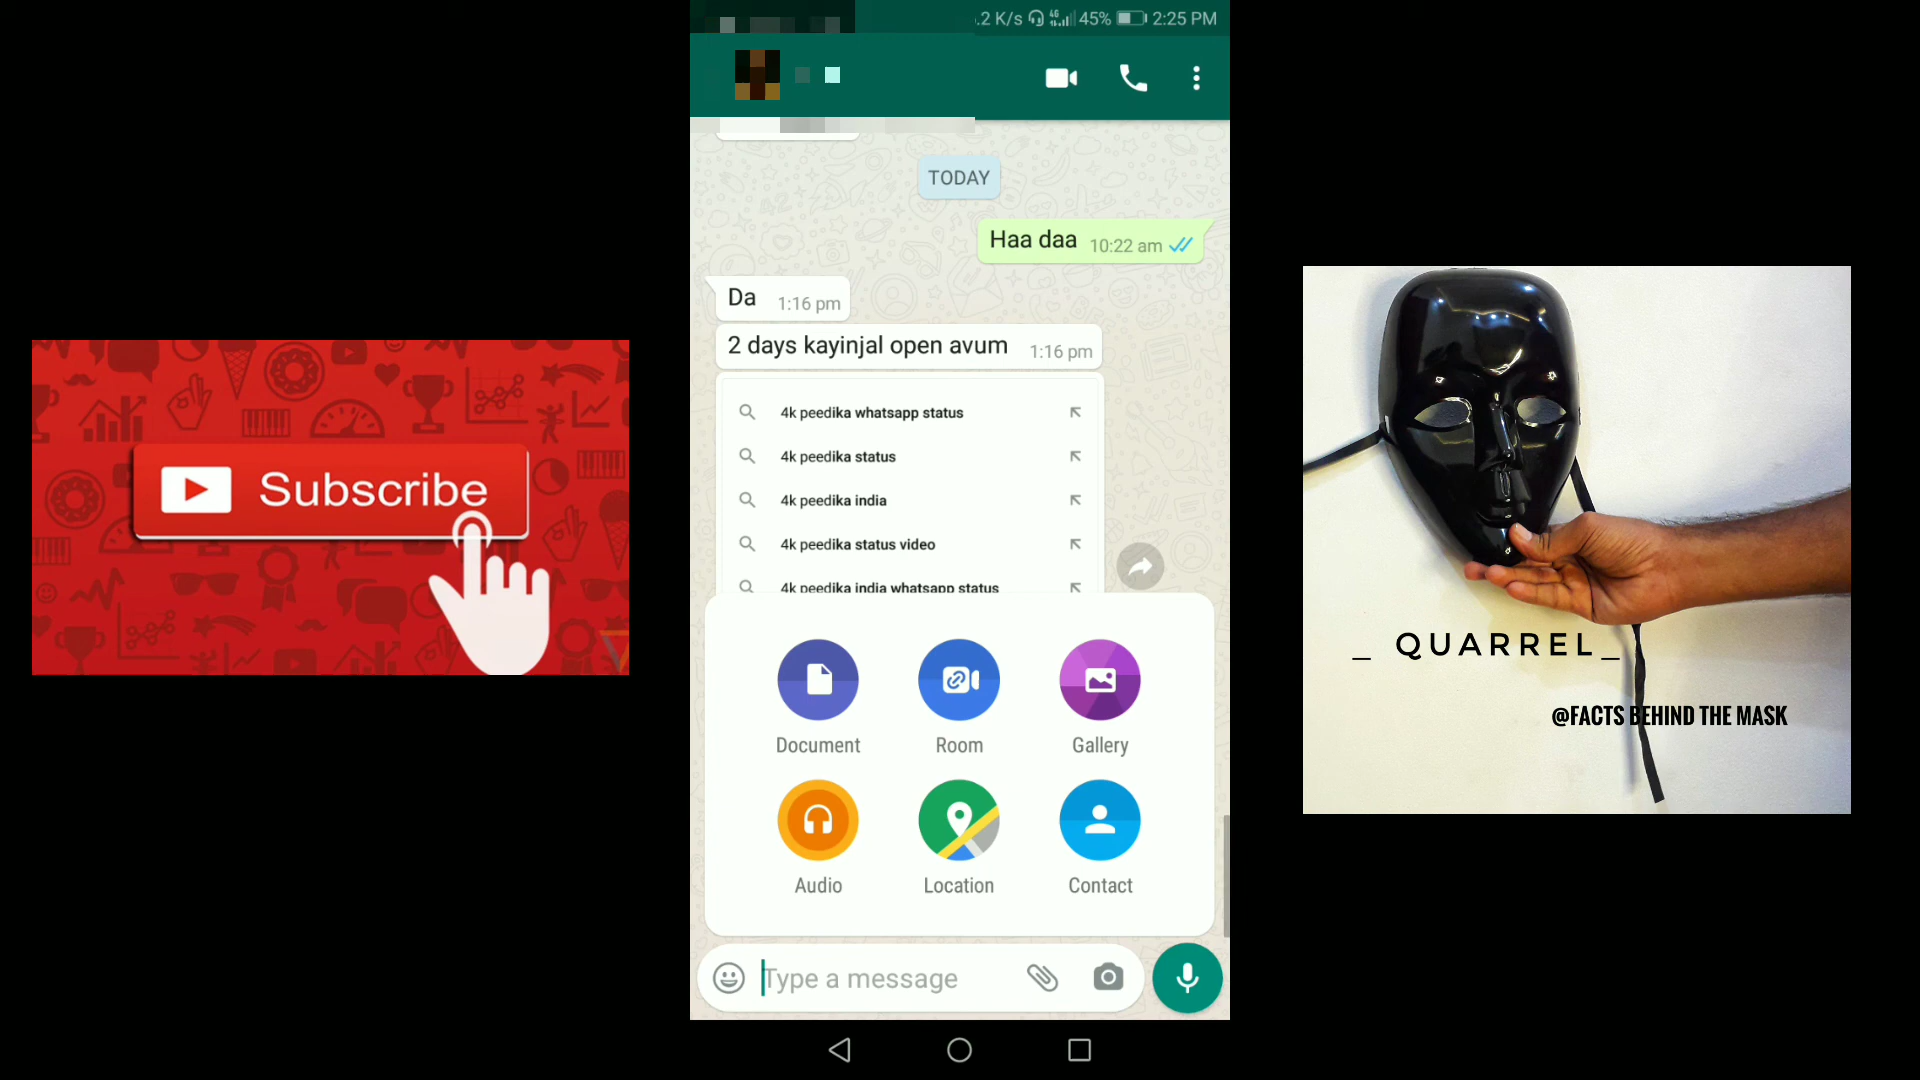 .2 K/s 4G 45% 2:25 PM
TODAY
Haa daa 10:22 am
Da 1:16 pm
2 days kayinjal open avum 1:16 pm
4k peedika whatsapp status
4k peedika status
4k peedika india
4k peedika status video
4k peedika india whatsapp status
Document Room Gallery
Audio Location Contact
Type a message
Subscribe
_ QUARREL_
@FACTS BEHIND THE MASK